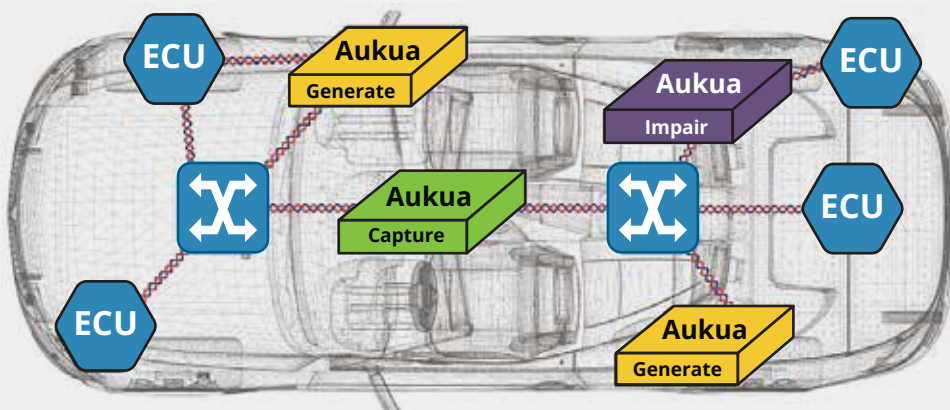 ECU
Aukua
Generate
ECU
Aukua
Impair
Aukua
Capture
ECU
ECU
Aukua
Generate